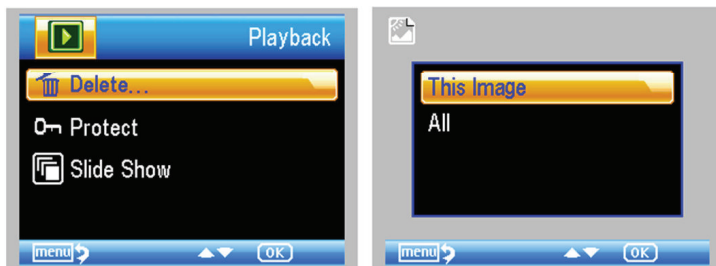 Playback
Delete...
Protect
Slide Show
menu OK
This Image
All
menu OK